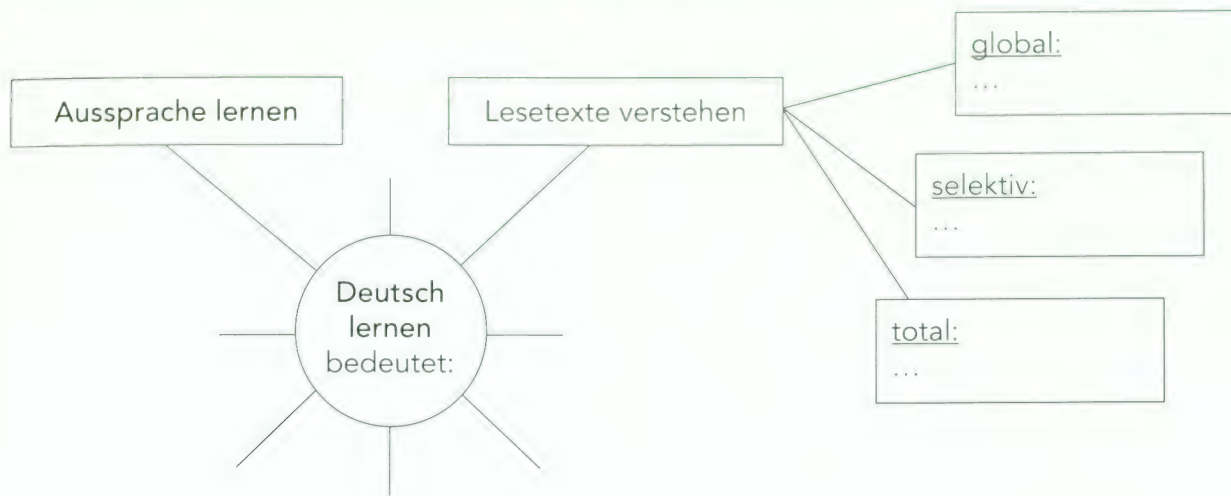 Aussprache lernen
Lesetexte verstehen
global:
...
selektiv:
...
total:
...
Deutsch
lernen
bedeutet: